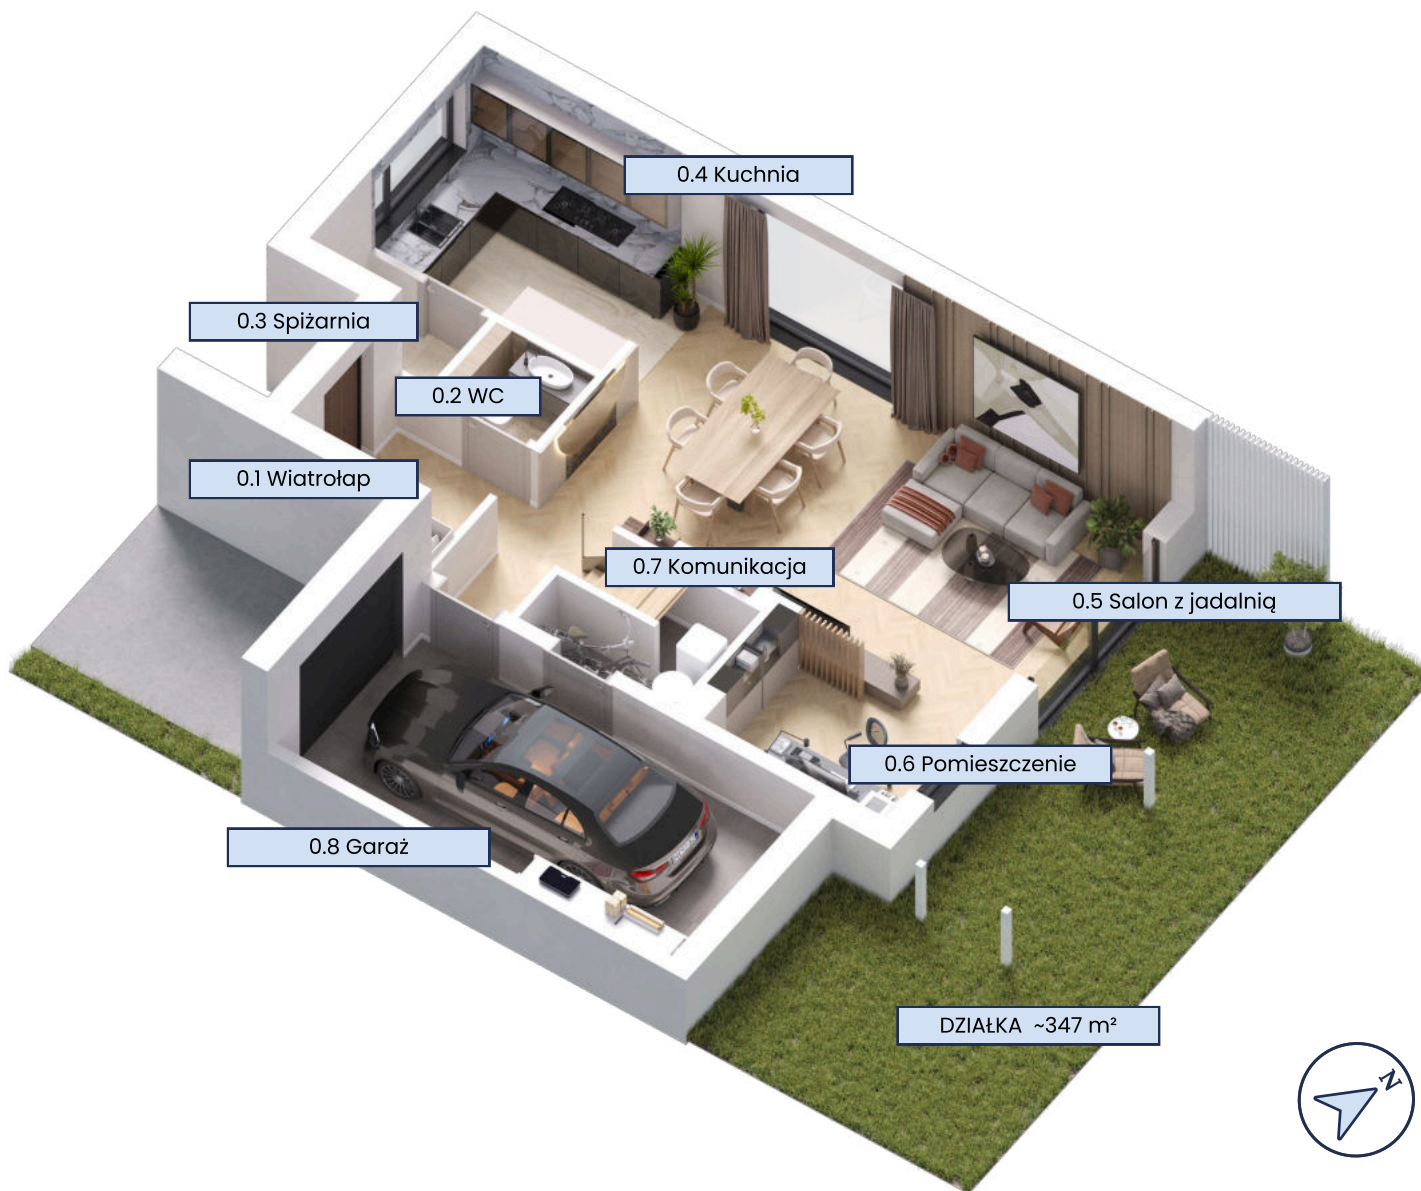 0.4 Kuchnia
0.3 Spiżarnia
0.2 WC
0.1 Wiatrołap
0.7 Komunikacja
0.5 Salon z jadalnią
0.6 Pomieszczenie
0.8 Garaż
DZIAŁKA ~347 m²
N